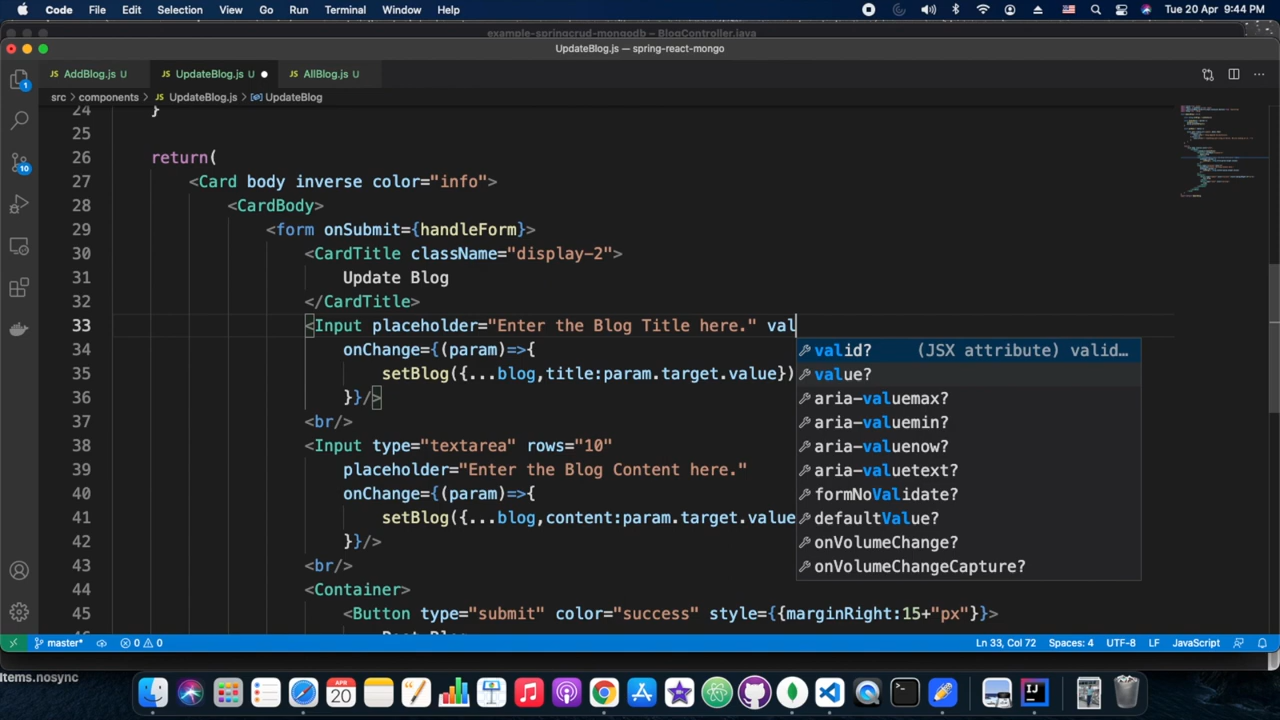 Code File Edit Selection View Go Run Terminal Window Help Tue 20 Apr 9:44 PM
example-springcrud-mongodb – BlogController.java
UpdateBlog.js — spring-react-mongo
JS AddBlog.js U JS UpdateBlog.js U JS AllBlog.js U
src > components > JS UpdateBlog.js > UpdateBlog
24 }
25
26 return(
27 <Card body inverse color="info">
28 <CardBody>
29 <form onSubmit={handleForm}>
30 <CardTitle className="display-2">
31 Update Blog
32 </CardTitle>
33 <Input placeholder="Enter the Blog Title here." val
34 onChange={(param)=>{
valid? (JSX attribute) valid…
35 setBlog({...blog,title:param.target.value})
value?
36 }}/>
aria-valuemax?
37 <br/>
aria-valuemin?
38 <Input type="textarea" rows="10"
aria-valuenow?
39 placeholder="Enter the Blog Content here."
aria-valuetext?
40 onChange={(param)=>{
formNoValidate?
41 setBlog({...blog,content:param.target.value
defaultValue?
42 }}/>
onVolumeChange?
43 <br/>
onVolumeChangeCapture?
44 <Container>
45 <Button type="submit" color="success" style={{marginRight:15+"px"}}>
1
10
master* 0 0 Ln 33, Col 72 Spaces: 4 UTF-8 LF JavaScript
Items.nosync
APR
20